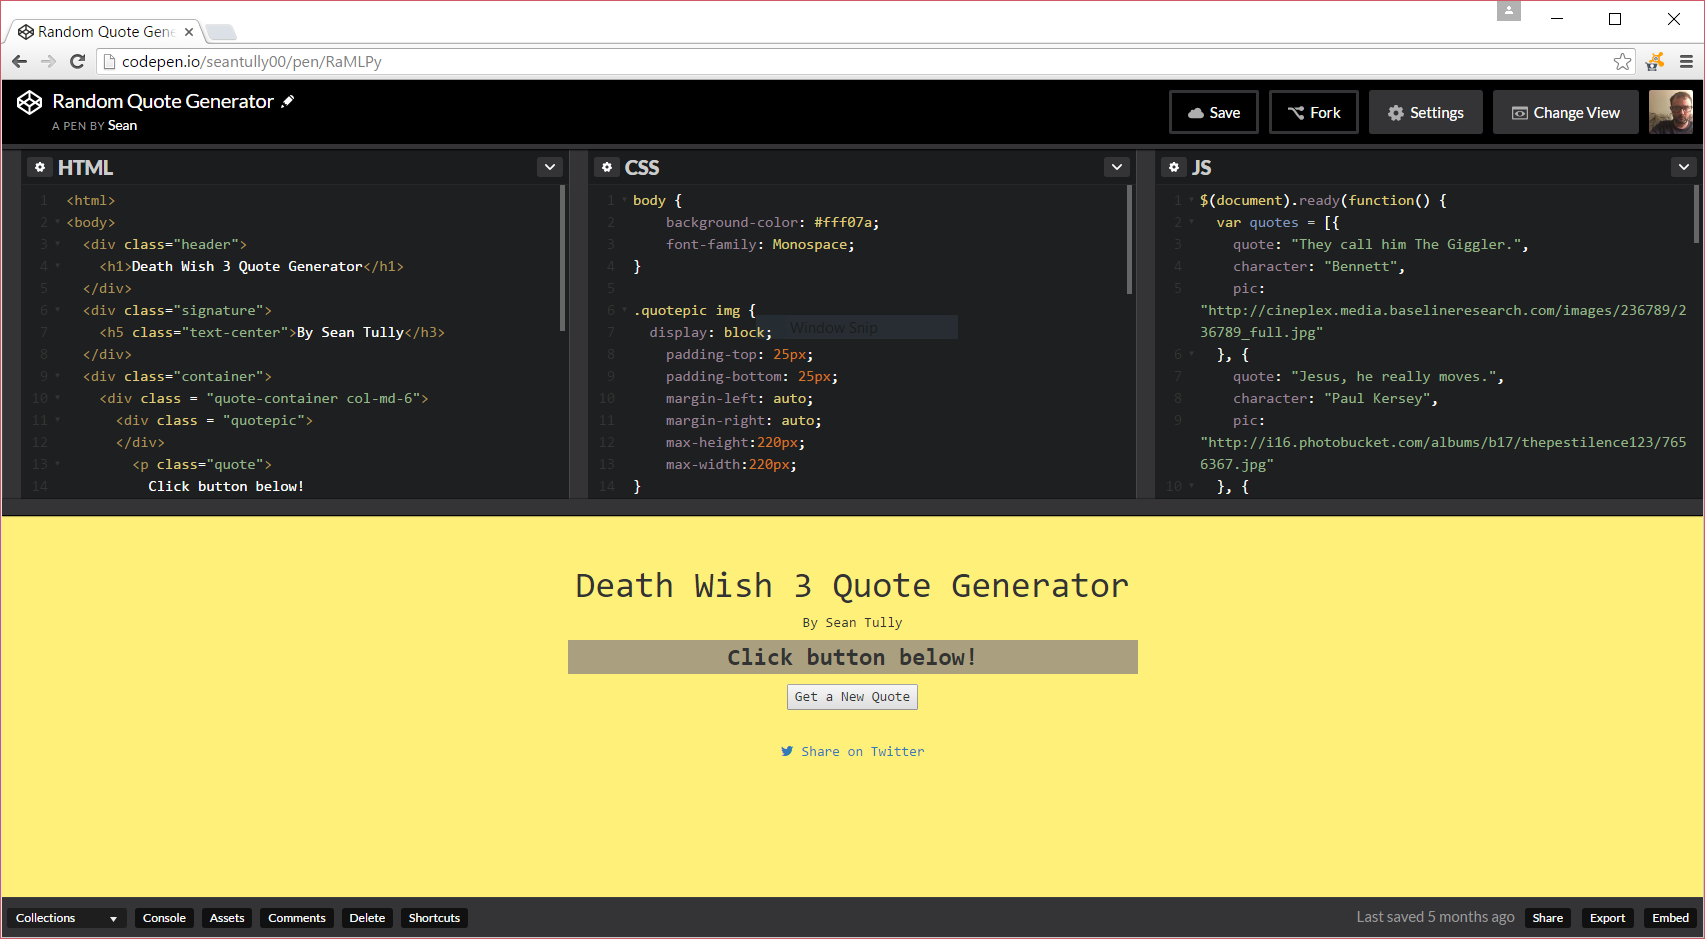 Random Quote Gene
codepen.io/seantully00/pen/RaMLPy
Random Quote Generator
A PEN BY Sean
Save
Fork
Settings
Change View
HTML
1 <html>
2 <body>
3 <div class="header">
4 <h1>Death Wish 3 Quote Generator</h1>
5 </div>
6 <div class="signature">
7 <h5 class="text-center">By Sean Tully</h3>
8 </div>
9 <div class="container">
10 <div class = "quote-container col-md-6">
11 <div class = "quotepic">
12 </div>
13 <p class="quote">
14 Click button below!
CSS
1 body {
2 background-color: #fff07a;
3 font-family: Monospace;
4 }
5
6 .quotepic img {
7 display: block;
Window Snip
8 padding-top: 25px;
9 padding-bottom: 25px;
10 margin-left: auto;
11 margin-right: auto;
12 max-height:220px;
13 max-width:220px;
14 }
JS
1 $(document).ready(function() {
2 var quotes = [{
3 quote: "They call him The Giggler.",
4 character: "Bennett",
5 pic:
"http://cineplex.media.baselineresearch.com/images/236789/2
36789_full.jpg"
6 }, {
7 quote: "Jesus, he really moves.",
8 character: "Paul Kersey",
9 pic:
"http://i16.photobucket.com/albums/b17/thepestilence123/765
6367.jpg"
10 }, {
Death Wish 3 Quote Generator
By Sean Tully
Click button below!
Get a New Quote
Share on Twitter
Collections
Console
Assets
Comments
Delete
Shortcuts
Last saved 5 months ago
Share
Export
Embed